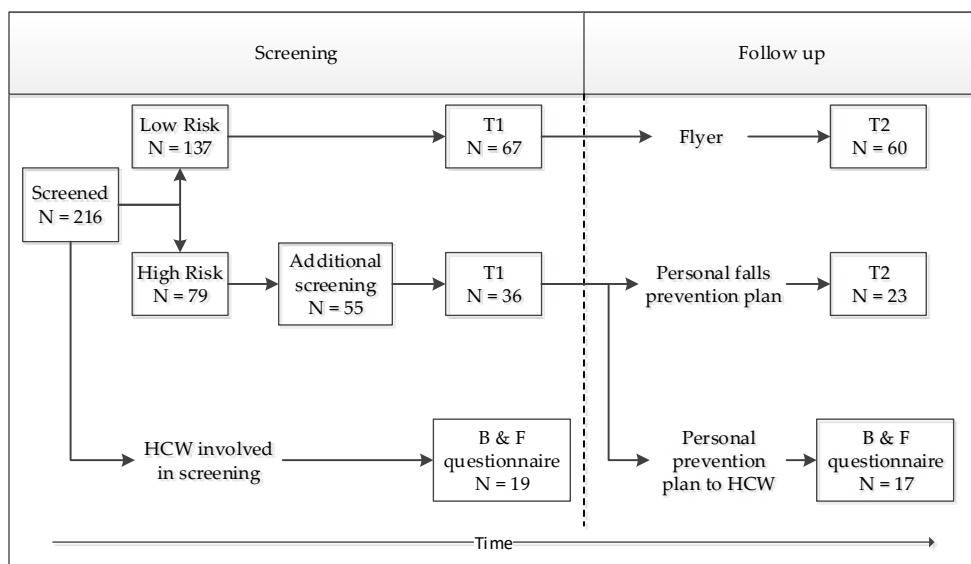 Screening
Follow up
Low Risk
N = 137
T1
N = 67
Flyer
T2
N = 60
Screened
N = 216
High Risk
N = 79
Additional
screening
N = 55
T1
N = 36
Personal falls
prevention plan
T2
N = 23
HCW involved
in screening
B & F
questionnaire
N = 19
Personal
prevention
plan to HCW
B & F
questionnaire
N = 17
Time